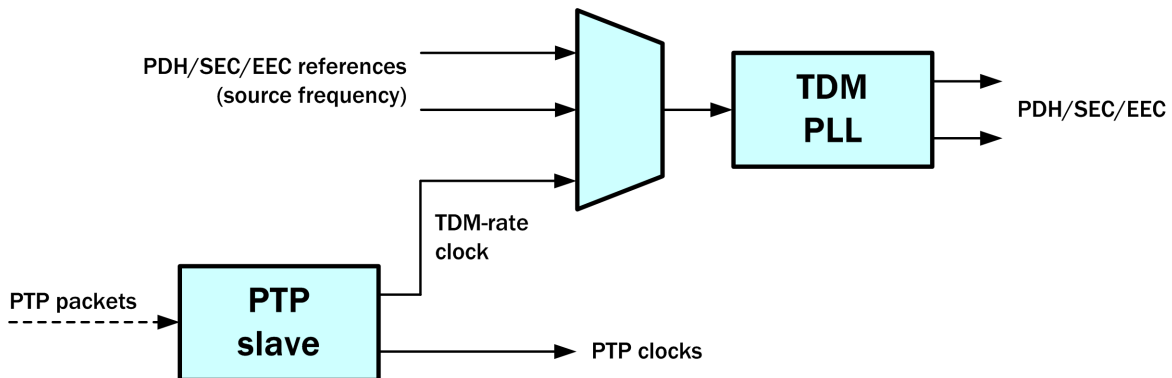 PDH/SEC/EEC references
(source frequency)
TDM
PLL
PDH/SEC/EEC
TDM-rate
clock
PTP packets
PTP
slave
PTP clocks